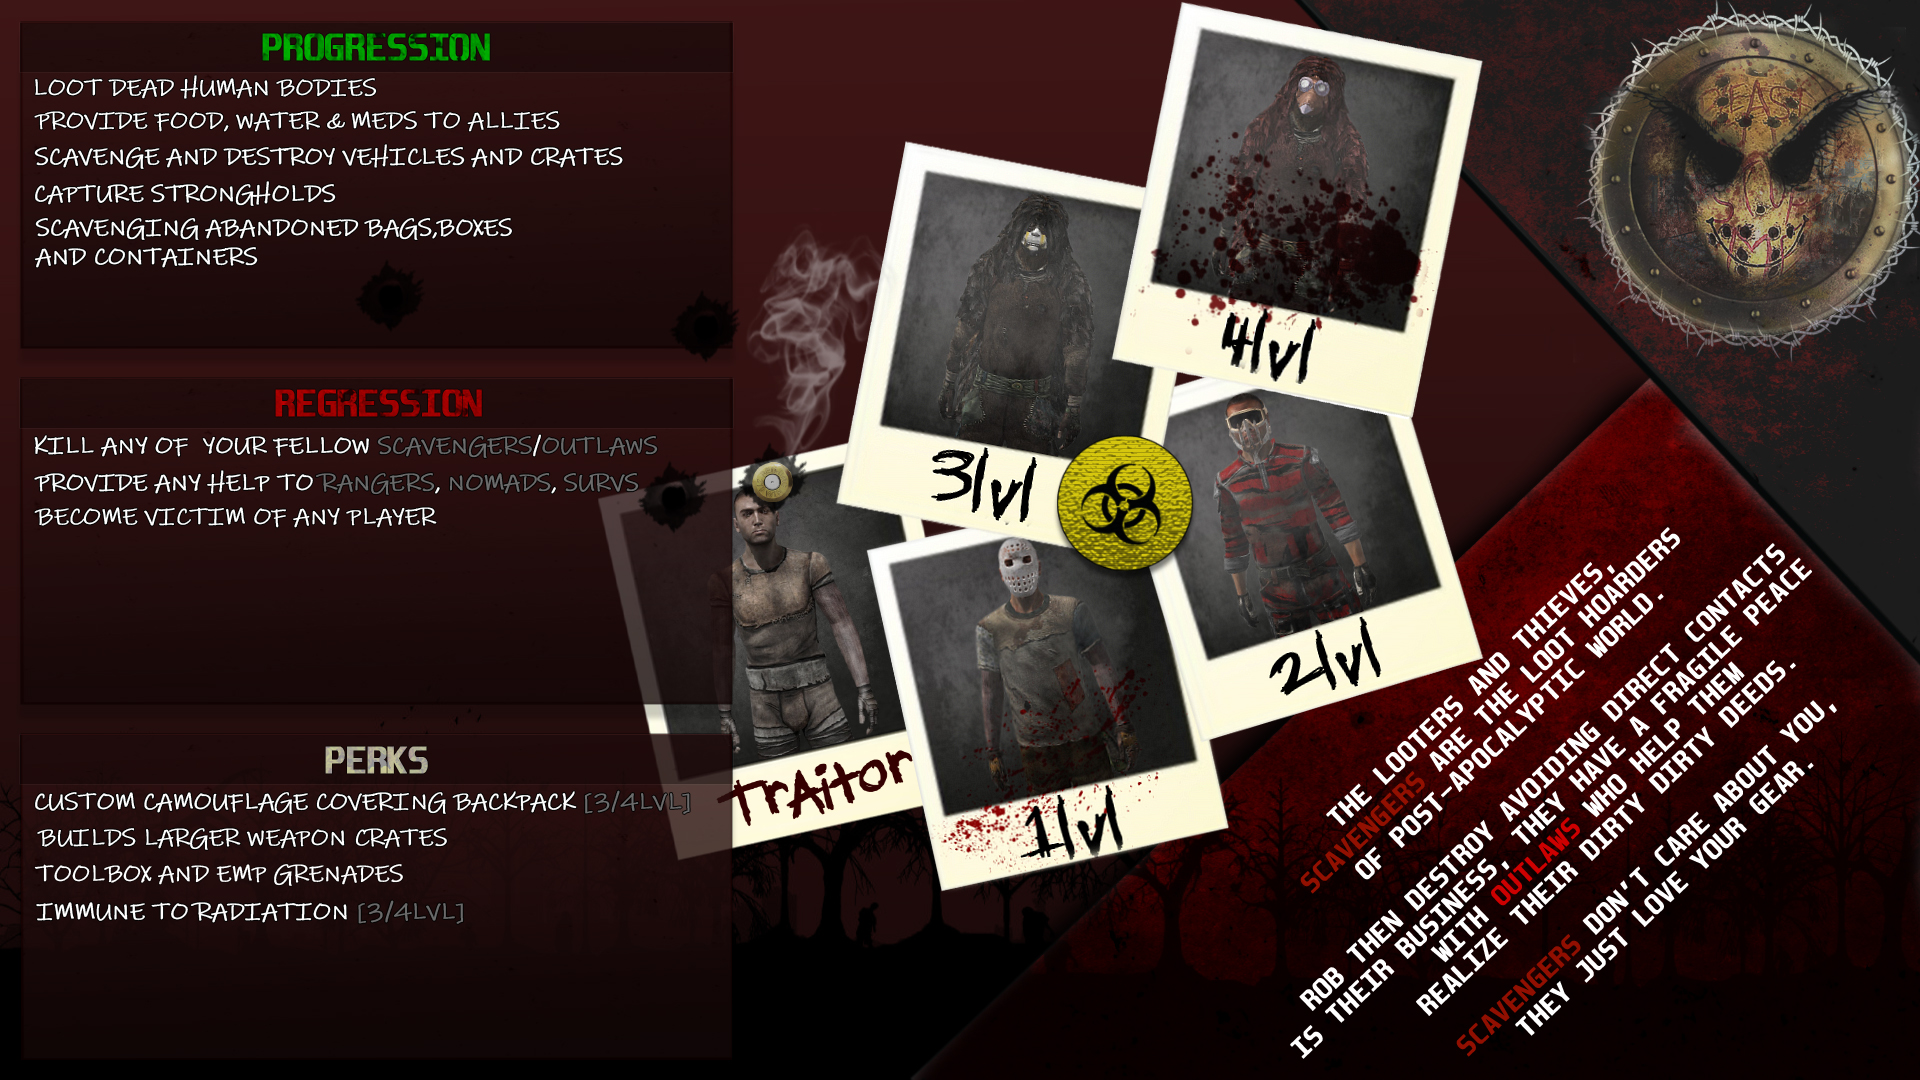 PROGRESSION
LOOT DEAD HUMAN BODIES
PROVIDE FOOD, WATER & MEDS TO ALLIES
SCAVENGE AND DESTROY VEHICLES AND CRATES
CAPTURE STRONGHOLDS
SCAVENGING ABANDONED BAGS,BOXES
AND CONTAINERS
REGRESSION
KILL ANY OF YOUR FELLOW SCAVENGERS/OUTLAWS
PROVIDE ANY HELP TO RANGERS, NOMADS, SURVS
BECOME VICTIM OF ANY PLAYER
PERKS
CUSTOM CAMOUFLAGE COVERING BACKPACK [3/4LVL]
BUILDS LARGER WEAPON CRATES
TOOLBOX AND EMP GRENADES
IMMUNE TO RADIATION [3/4LVL]
4lvl
3lvl
2lvl
1lvl
TrAitor
THE LOOTERS AND THIEVES,
SCAVENGERS ARE THE LOOT HOARDERS
OF POST-APOCALYPTIC WORLD.
ROB THEN DESTROY AVOIDING DIRECT CONTACTS
IS THEIR BUSINESS, THEY HAVE A FRAGILE PEACE
WITH OUTLAWS WHO HELP THEM
REALIZE THEIR DIRTY DIRTY DEEDS.
SCAVENGERS DON'T CARE ABOUT YOU,
THEY JUST LOVE YOUR GEAR.